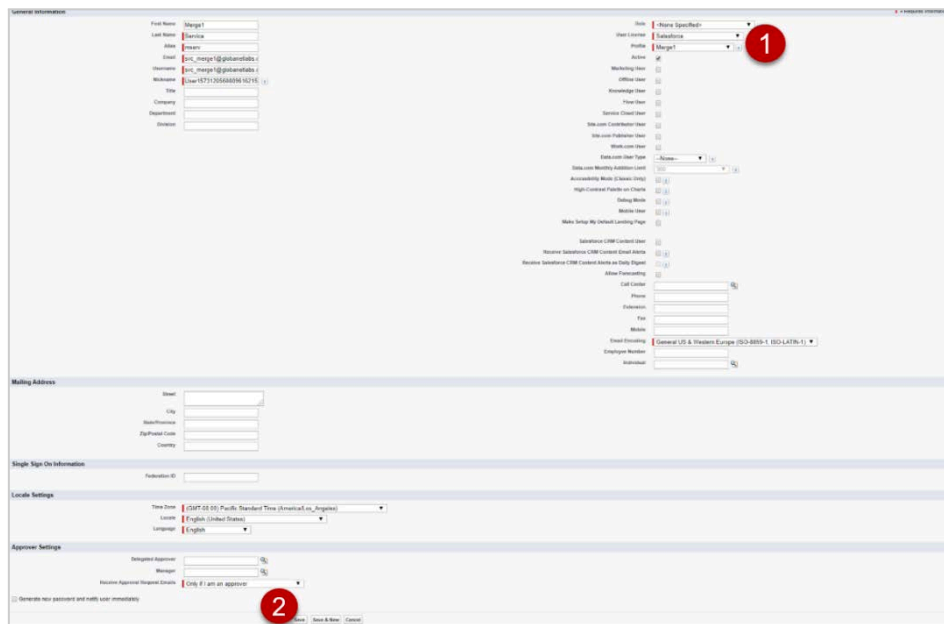 General Information
= Required Information
First Name Merge1
Last Name Service
Alias mserv
Email svc_merge1@globanetlabs.c
Username svc_merge1@globanetlabs.c
Nickname
Title
Company
Department
Division
Role <None Specified>
User License Salesforce
1
Profile Merge1
Active
Marketing User
Offline User
Knowledge User
Flow User
Service Cloud User
Site.com Contributor User
Site.com Publisher User
Work.com User
Data.com User Type --None--
Data.com Monthly Addition Limit
Accessibility Mode (Classic Only)
High-Contrast Palette on Charts
Debug Mode
Mobile User
Make Setup My Default Landing Page
Salesforce CRM Content User
Receive Salesforce CRM Content Email Alerts
Receive Salesforce CRM Content Alerts as Daily Digest
Allow Forecasting
Call Center
Phone
Extension
Fax
Mobile
Email Encoding General US & Western Europe (ISO-8859-1, ISO-LATIN-1)
Employee Number
Individual
Mailing Address
Street
City
State/Province
Zip/Postal Code
Country
Single Sign On Information
Federation ID
Locale Settings
Time Zone (GMT-08:00) Pacific Standard Time (America/Los_Angeles)
Locale English (United States)
Language English
Approver Settings
Delegated Approver
Manager
Receive Approval Request Emails Only if I am an approver
Generate new password and notify user immediately
2
Save Save & New Cancel